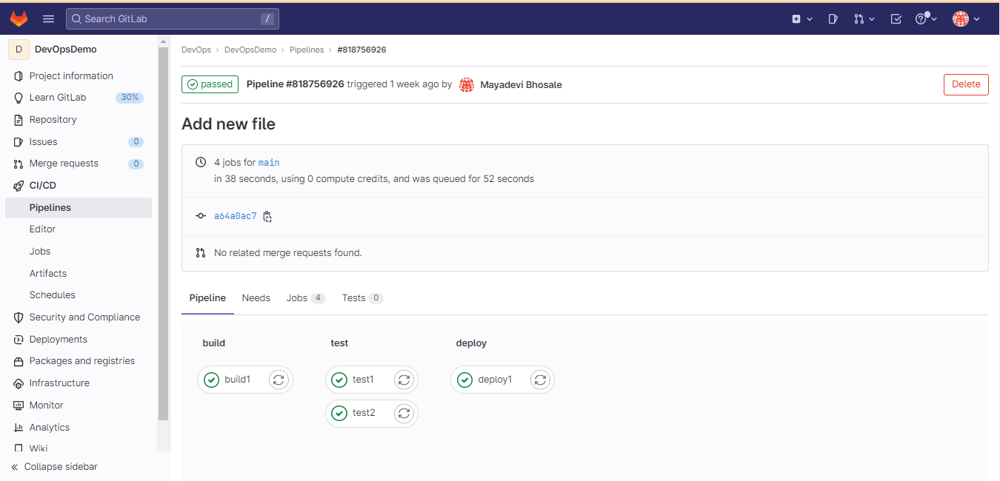 Search GitLab /
D DevOpsDemo
Project information
Learn GitLab 30%
Repository
Issues 0
Merge requests 0
CI/CD
Pipelines
Editor
Jobs
Artifacts
Schedules
Security and Compliance
Deployments
Packages and registries
Infrastructure
Monitor
Analytics
Wiki
« Collapse sidebar
DevOps › DevOpsDemo › Pipelines › #818756926
passed Pipeline #818756926 triggered 1 week ago by Mayadevi Bhosale Delete
Add new file
4 jobs for main
in 38 seconds, using 0 compute credits, and was queued for 52 seconds
a64a0ac7
No related merge requests found.
Pipeline Needs Jobs 4 Tests 0
build test deploy
build1 test1 deploy1
test2